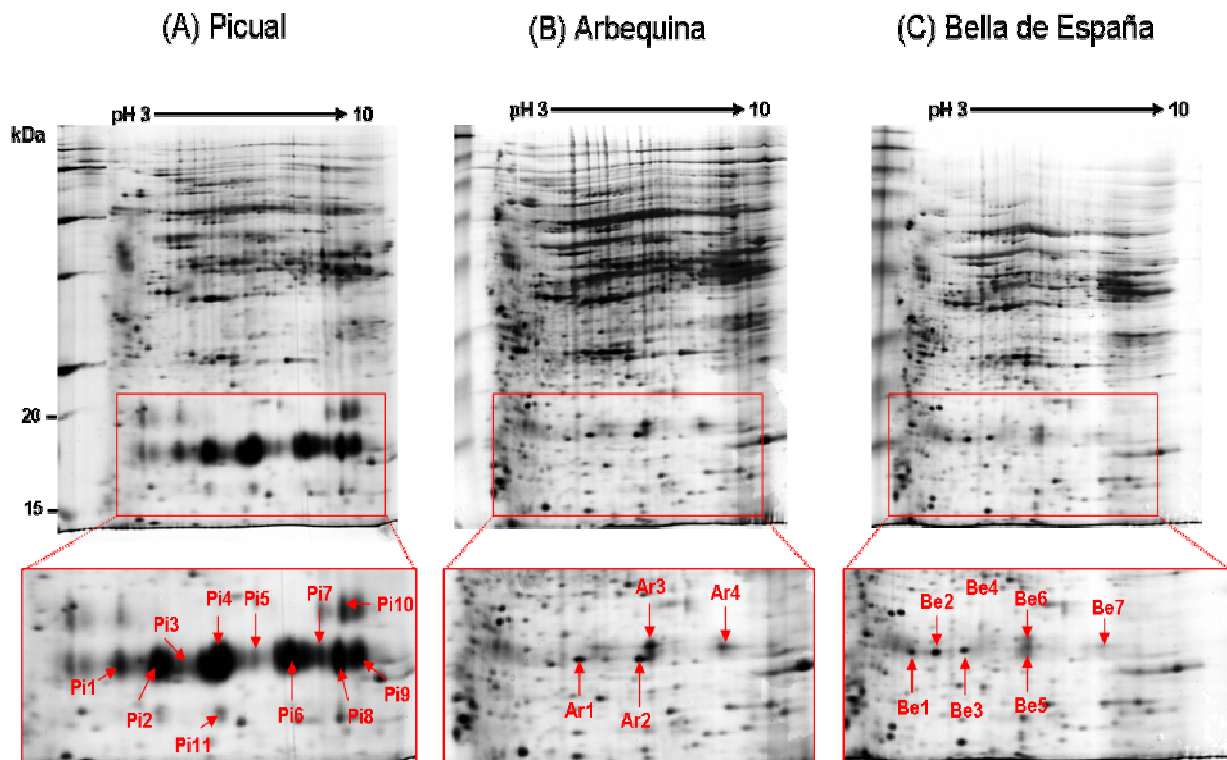 (A) Picual
(B) Arbequina
(C) Bella de España
pH 3 10
pH 3 10
pH 3 10
kDa
20
15
Pi1
Pi2
Pi3
Pi4
Pi5
Pi6
Pi7
Pi8
Pi9
Pi10
Pi11
Ar1
Ar2
Ar3
Ar4
Be1
Be2
Be3
Be4
Be5
Be6
Be7